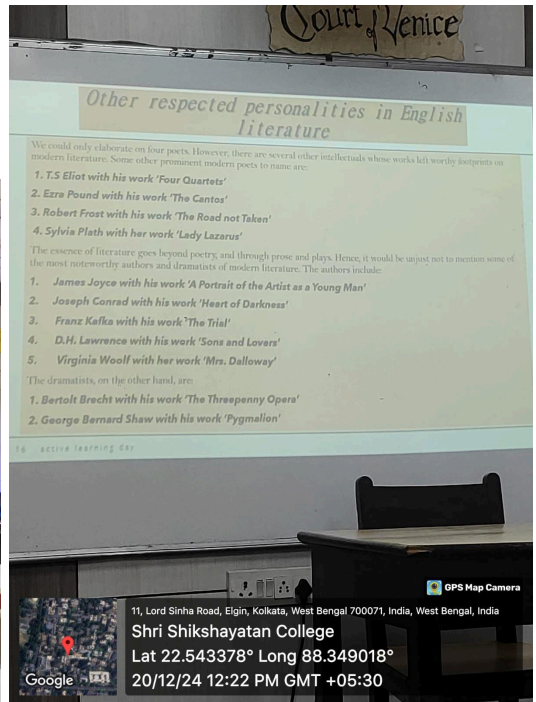 Court of Venice
Other respected personalities in English
literature
We could only elaborate on four poets. However, there are several other intellectuals whose works left worthy footprints on
modern literature. Some other prominent modern poets to name are:
1. T.S Eliot with his work 'Four Quartets'
2. Ezra Pound with his work 'The Cantos'
3. Robert Frost with his work 'The Road not Taken'
4. Sylvia Plath with her work 'Lady Lazarus'
The essence of literature goes beyond poetry, and through prose and plays. Hence, it would be unjust not to mention some of
the most noteworthy authors and dramatists of modern literature. The authors include:
1. James Joyce with his work 'A Portrait of the Artist as a Young Man'
2. Joseph Conrad with his work 'Heart of Darkness'
3. Franz Kafka with his work 'The Trial'
4. D.H. Lawrence with his work 'Sons and Lovers'
5. Virginia Woolf with her work 'Mrs. Dalloway'
The dramatists, on the other hand, are:
1. Bertolt Brecht with his work 'The Threepenny Opera'
2. George Bernard Shaw with his work 'Pygmalion'
16 active learning day
GPS Map Camera
11, Lord Sinha Road, Elgin, Kolkata, West Bengal 700071, India, West Bengal, India
Shri Shikshayatan College
Lat 22.543378° Long 88.349018°
20/12/24 12:22 PM GMT +05:30
Google